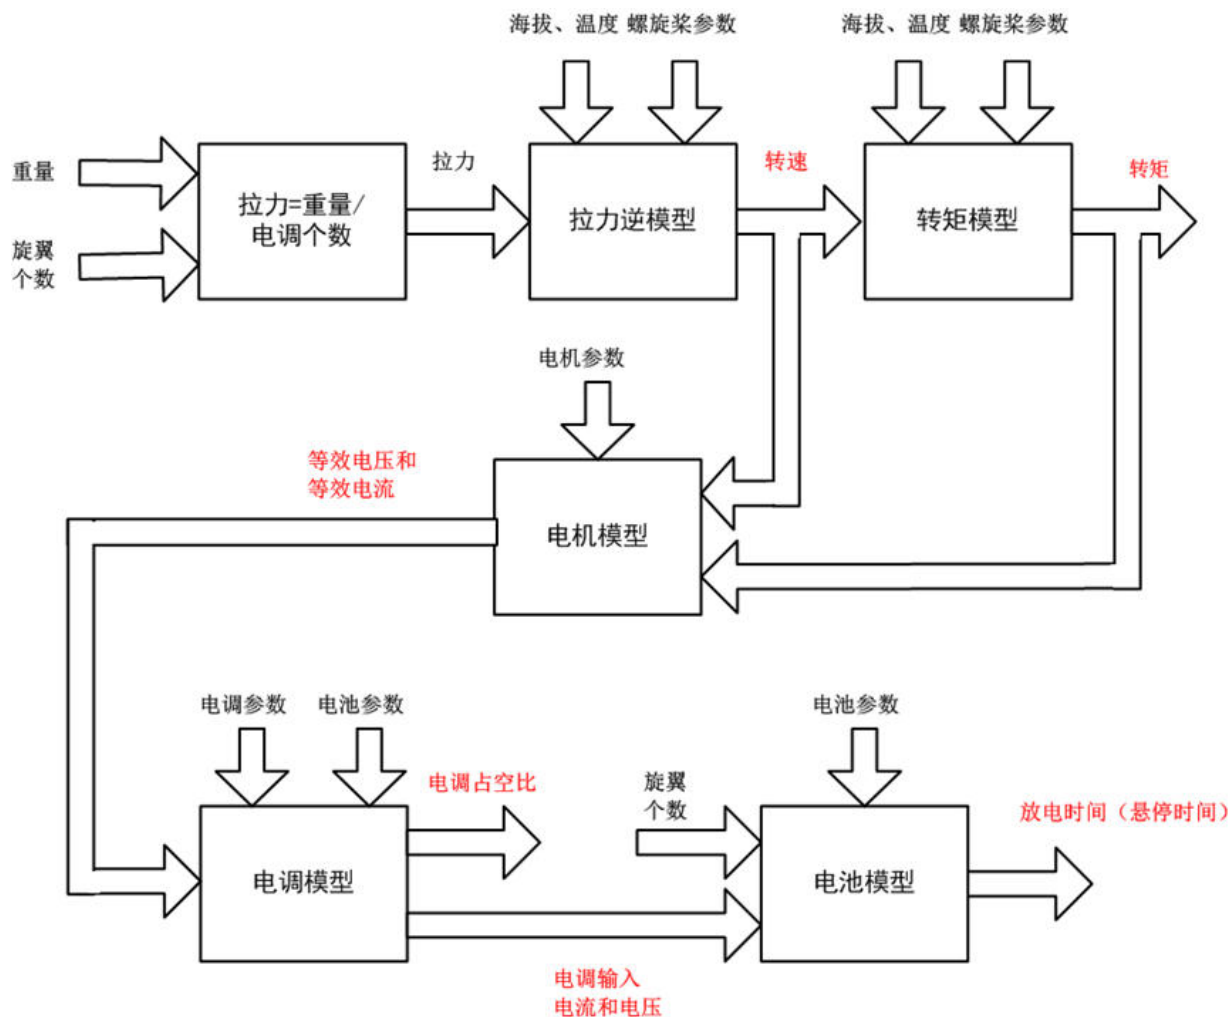 海拔、温度 螺旋桨参数
海拔、温度 螺旋桨参数
重量
旋翼
个数
拉力=重量/
电调个数
拉力
拉力逆模型
转速
转矩模型
转矩
电机参数
等效电压和
等效电流
电机模型
电调参数
电池参数
电调模型
电调占空比
电调输入
电流和电压
旋翼
个数
电池参数
电池模型
放电时间（悬停时间）